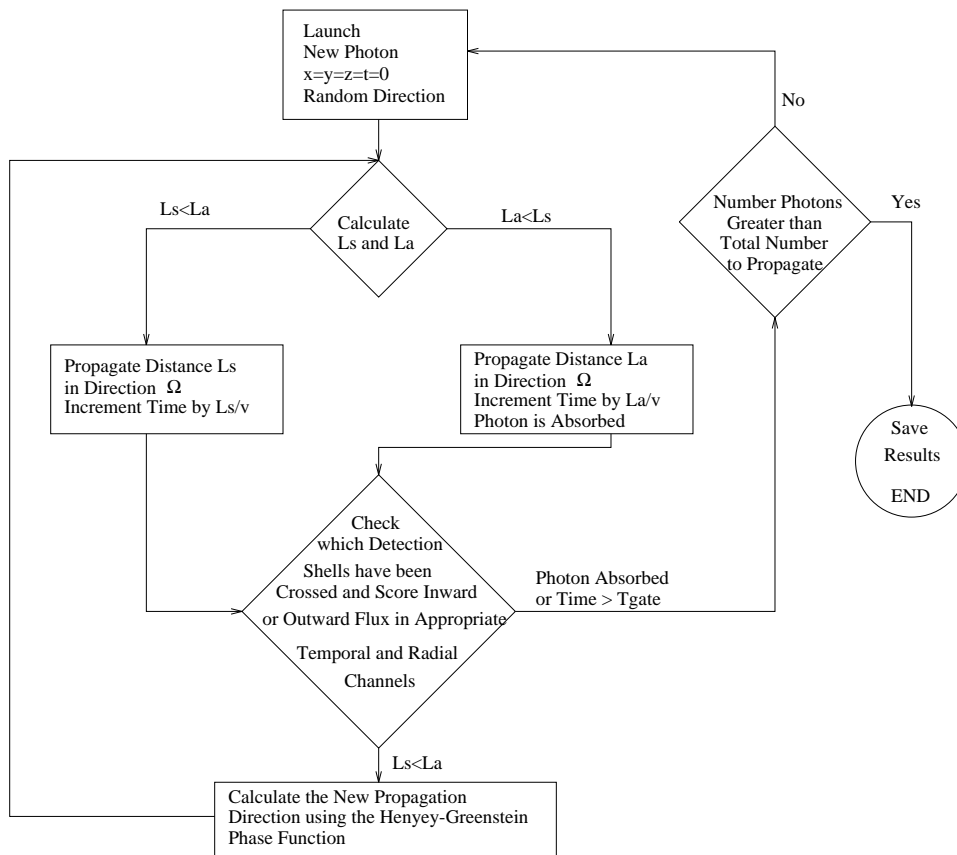 Launch
New Photon
x=y=z=t=0
Random Direction
No
Ls<La
La<Ls
Calculate
Ls and La
Number Photons
Greater than
Total Number
to Propagate
Yes
Propagate Distance Ls
in Direction Ω
Increment Time by Ls/v
Propagate Distance La
in Direction Ω
Increment Time by La/v
Photon is Absorbed
Save
Results
END
Check
which Detection
Shells have been
Crossed and Score Inward
or Outward Flux in Appropriate
Temporal and Radial
Channels
Photon Absorbed
or Time > Tgate
Ls<La
Calculate the New Propagation
Direction using the Henyey-Greenstein
Phase Function